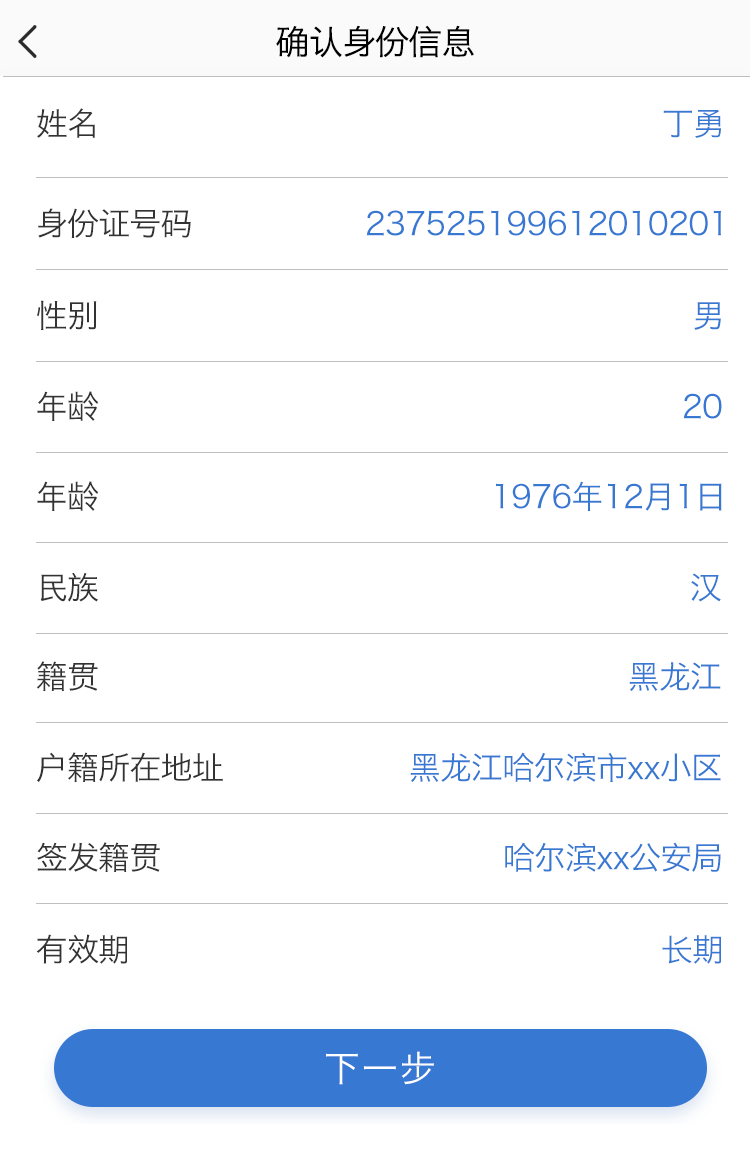 确认身份信息
姓名 丁勇
身份证号码 237525199612010201
性别 男
年龄 20
年龄 1976年12月1日
民族 汉
籍贯 黑龙江
户籍所在地址 黑龙江哈尔滨市xx小区
签发籍贯 哈尔滨xx公安局
有效期 长期
下一步